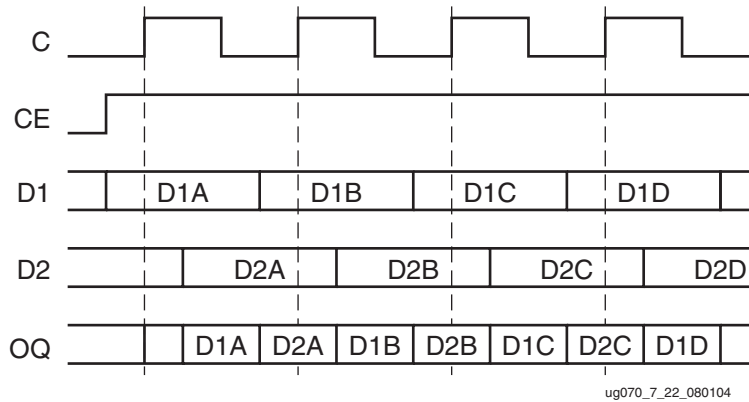 C
CE
D1 D1A D1B D1C D1D
D2 D2A D2B D2C D2D
OQ D1A D2A D1B D2B D1C D2C D1D
ug070_7_22_080104